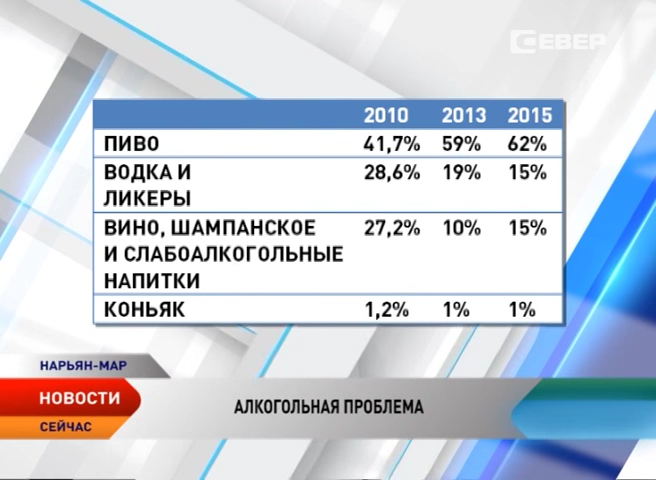 СЕВЕР
2010 2013 2015
ПИВО 41,7% 59% 62%
ВОДКА И 28,6% 19% 15%
ЛИКЕРЫ
ВИНО, ШАМПАНСКОЕ 27,2% 10% 15%
И СЛАБОАЛКОГОЛЬНЫЕ
НАПИТКИ
КОНЬЯК 1,2% 1% 1%
НАРЬЯН-МАР
НОВОСТИ
СЕЙЧАС
АЛКОГОЛЬНАЯ ПРОБЛЕМА